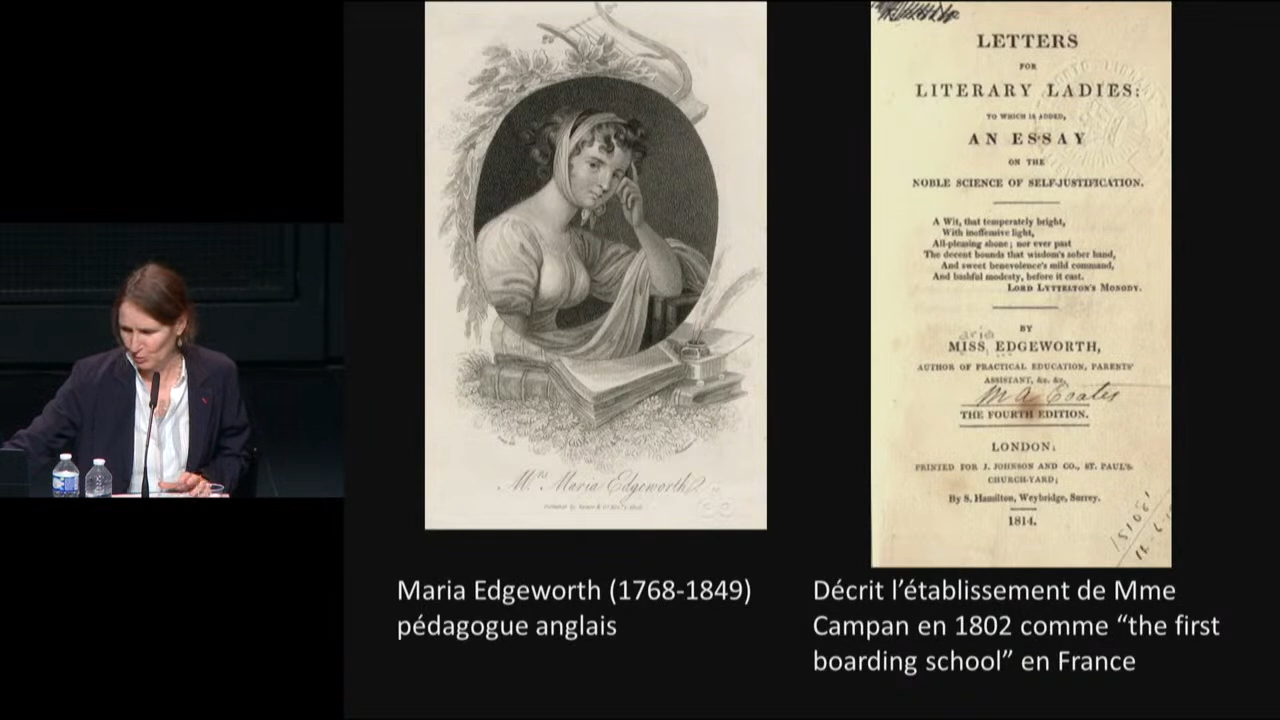 Mrs Maria Edgeworth
Maria Edgeworth (1768-1849)
pédagogue anglais
LETTERS
FOR
LITERARY LADIES:
TO WHICH IS ADDED,
AN ESSAY
ON THE
NOBLE SCIENCE OF SELF-JUSTIFICATION.
A Wit, that temperately bright,
With inoffensive light,
All-pleasing shone; nor ever past
The decent bounds that wisdom's sober hand,
And sweet benevolence's mild command,
And bashful modesty, before it cast.
LORD LYTTELTON'S MONODY.
BY
aria
MISS EDGEWORTH,
AUTHOR OF PRACTICAL EDUCATION, PARENTS'
ASSISTANT, &c. &c.
M A Coates
THE FOURTH EDITION.
LONDON:
PRINTED FOR J. JOHNSON AND CO., ST. PAUL'S
CHURCH-YARD;
By S. Hamilton, Weybridge, Surrey.
1814.
Décrit l'établissement de Mme
Campan en 1802 comme “the first
boarding school” en France